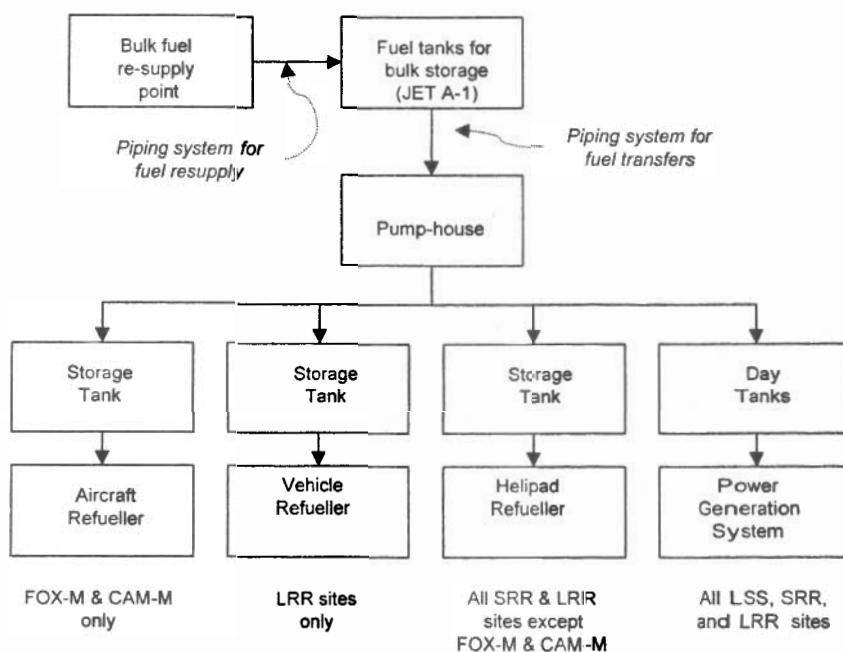 Bulk fuel
re-supply
point
Fuel tanks for
bulk storage
(JET A-1)
Piping system for
fuel resupply
Piping system for
fuel transfers
Pump-house
Storage
Tank
Storage
Tank
Storage
Tank
Day
Tanks
Aircraft
Refueller
Vehicle
Refueller
Helipad
Refueller
Power
Generation
System
FOX-M & CAM-M
only
LRR sites
only
All SRR & LRR
sites except
FOX-M & CAM-M
All LSS, SRR,
and LRR sites